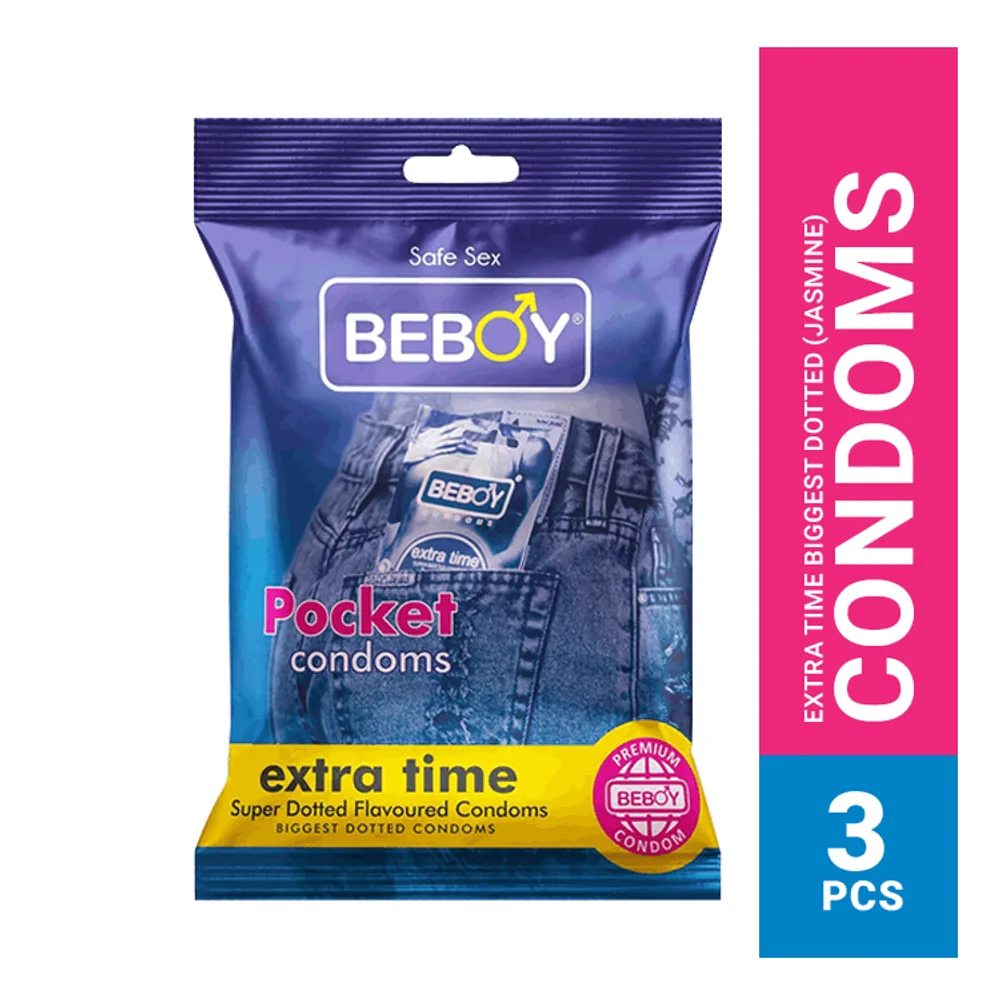 Safe Sex
BEBOY®
BEBOY®
CONDOMS
extra time
Pocket
condoms
extra time
Super Dotted Flavoured Condoms
BIGGEST DOTTED CONDOMS
PREMIUM
BEBOY
CONDOM
EXTRA TIME BIGGEST DOTTED (JASMINE)
CONDOMS
3
PCS